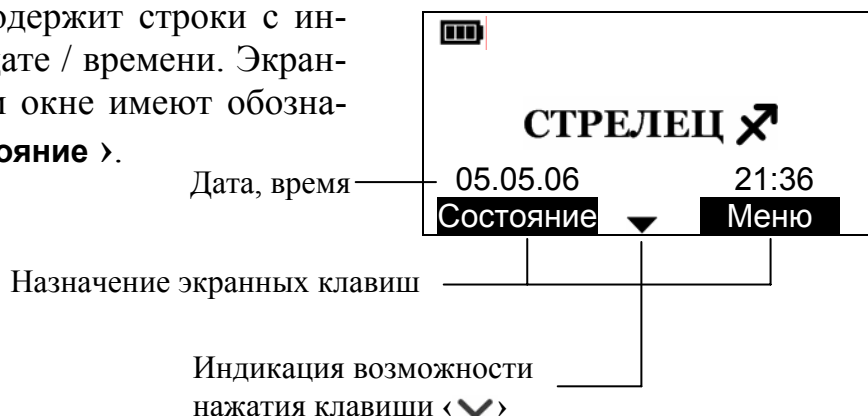 одержит строки с ин-
ате / времени. Экран-
и окне имеют обозна-
ояние ›.
СТРЕЛЕЦ
Дата, время
05.05.06 21:36
Состояние Меню
Назначение экранных клавиш
Индикация возможности
нажатия клавиши ‹ ›